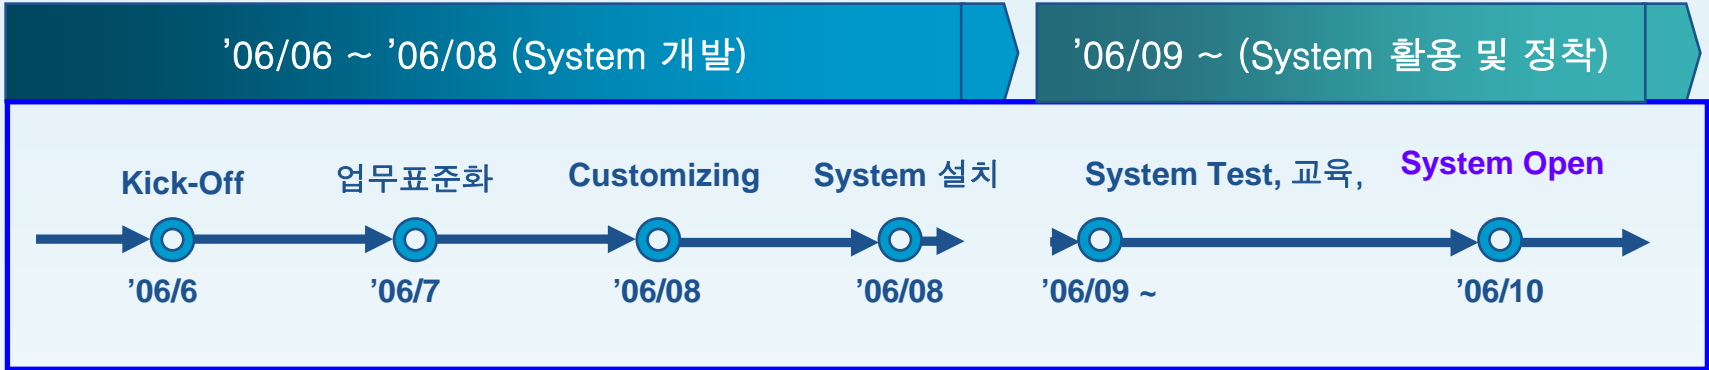 ’06/06 ~ ’06/08 (System 개발)
’06/09 ~ (System 활용 및 정착)
Kick-Off
업무표준화
Customizing
System 설치
System Test, 교육,
System Open
’06/6
’06/7
’06/08
’06/08
’06/09 ~
’06/10